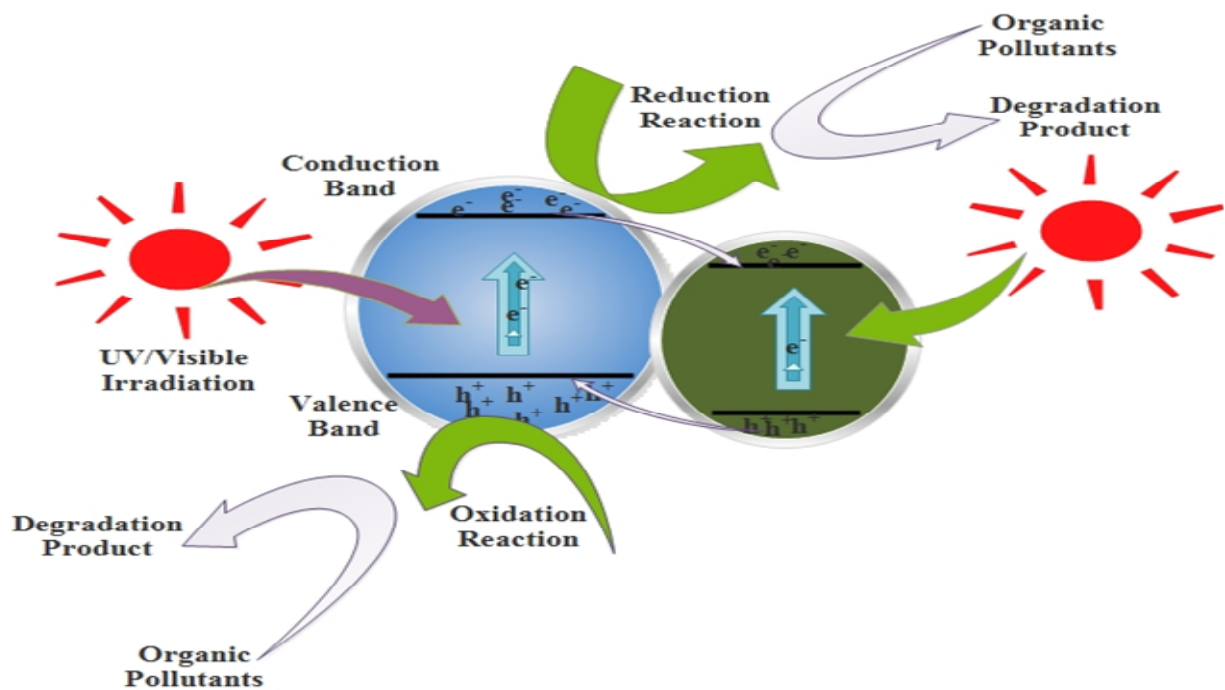 Organic
Pollutants
Reduction
Reaction
Degradation
Product
Conduction
Band
e⁻ e⁻ e⁻ e⁻ e⁻
e⁻ e⁻ e⁻
e⁻
e⁻
e⁻
UV/Visible
Irradiation
Valence
Band
h⁺ h⁺ h⁺ h⁺
h⁺ h⁺
h⁺ h⁺ h⁺
Oxidation
Reaction
Degradation
Product
Organic
Pollutants